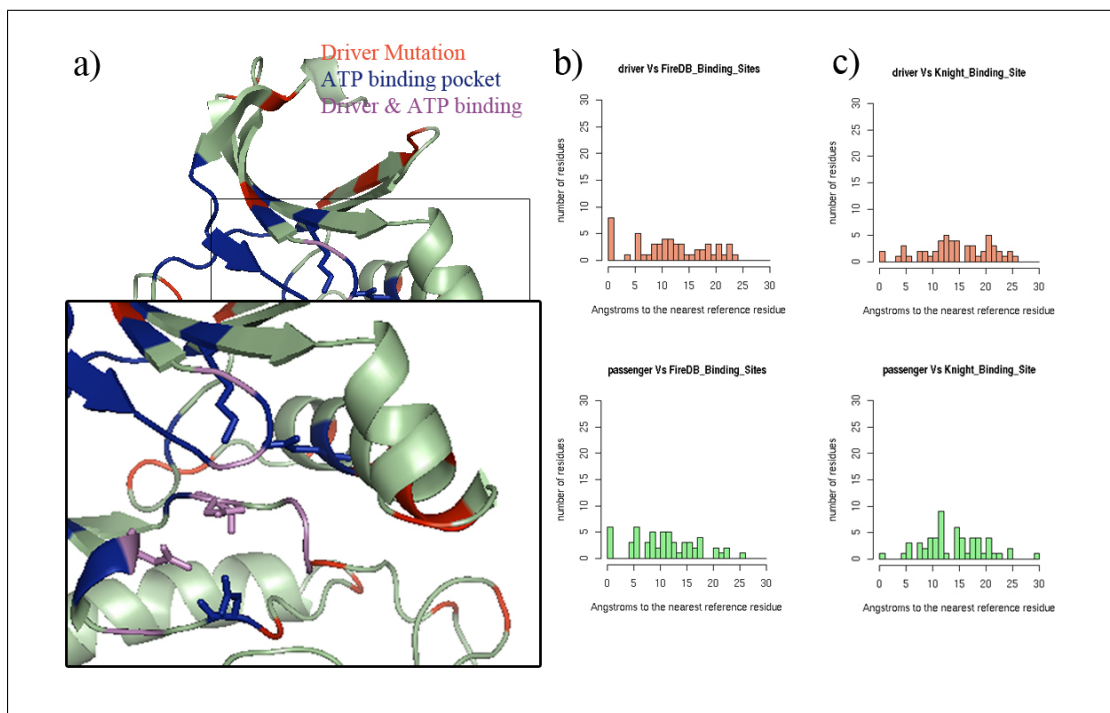 a)
Driver Mutation
ATP binding pocket
Driver & ATP binding
b)
driver Vs FireDB_Binding_Sites
number of residues
0 5 10 15 20 25 30
0 5 10 15 20 25 30
Angstroms to the nearest reference residue
passenger Vs FireDB_Binding_Sites
number of residues
0 5 10 15 20 25 30
0 5 10 15 20 25 30
Angstroms to the nearest reference residue
c)
driver Vs Knight_Binding_Site
number of residues
0 5 10 15 20 25 30
0 5 10 15 20 25 30
Angstroms to the nearest reference residue
passenger Vs Knight_Binding_Site
number of residues
0 5 10 15 20 25 30
0 5 10 15 20 25 30
Angstroms to the nearest reference residue